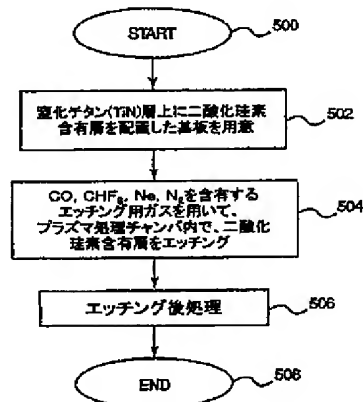 START
500
窒化チタン(TiN)層上に二酸化珪素
含有層を配置した基板を用意
502
CO, CHF₃, Ne, N₂を含有する
エッチング用ガスを用いて、
プラズマ処理チャンバ内で、二酸化
珪素含有層をエッチング
504
エッチング後処理
506
END
508